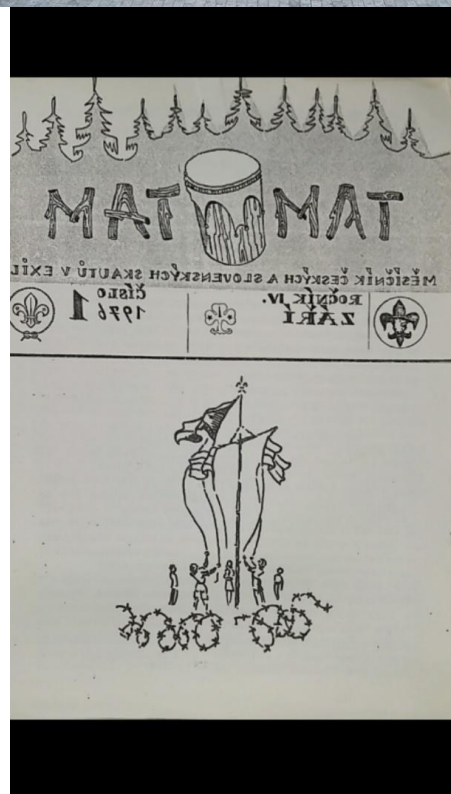 TAM TAM
MĚSÍČNÍK ČESKÝCH A SLOVENSKÝCH SKAUTŮ V EXIL
ROČNÍK IV.
ZÁŘÍ
ČÍSLO
1976 1